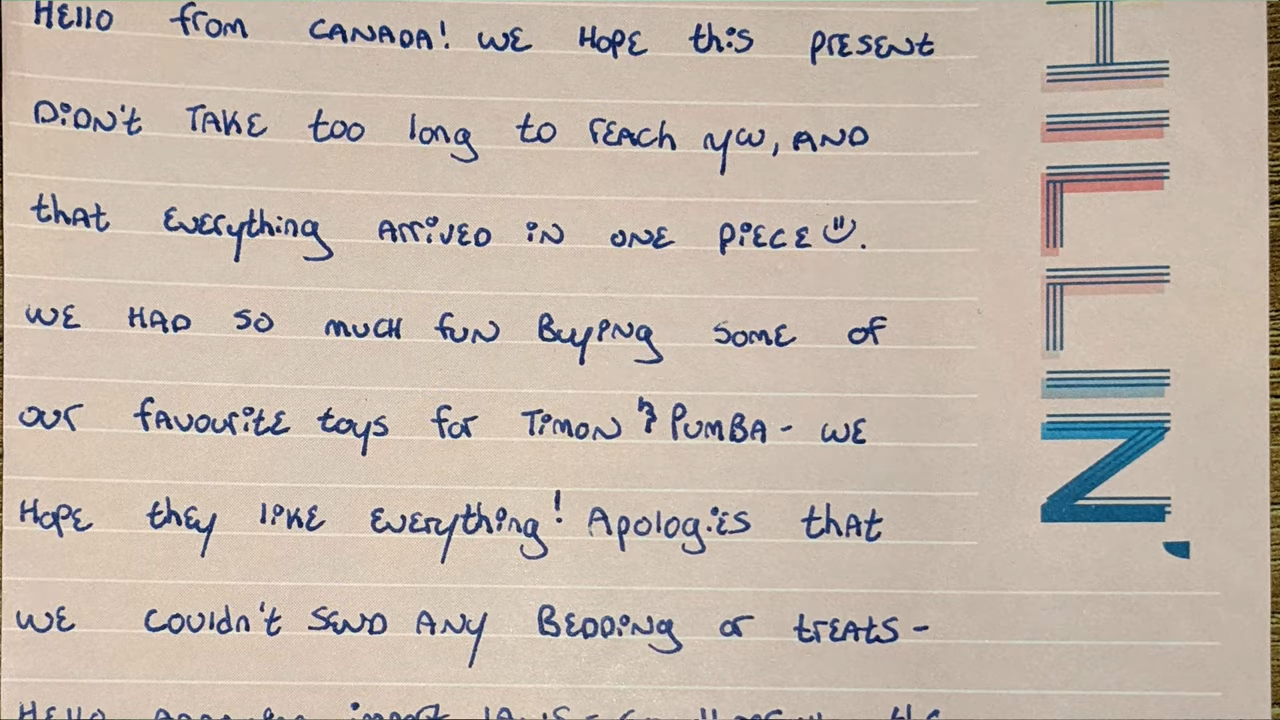 HEllo from CANADA! WE HOPE this PrESENt
DiDN't TAKE too long to rEAch you, AND
thAt EvErything ArrivED iN ONE PiECE ☺.
WE HAD SO mUCH fUN BUying SomE of
oUr fAVoUritE toys for TimoN & PUmBA - WE
HoPE thEy likE EvErything! ApologiEs thAt
WE CoUldn't SEND ANy BEDDiNg or trEAtS -
HEllo
HILLIN'